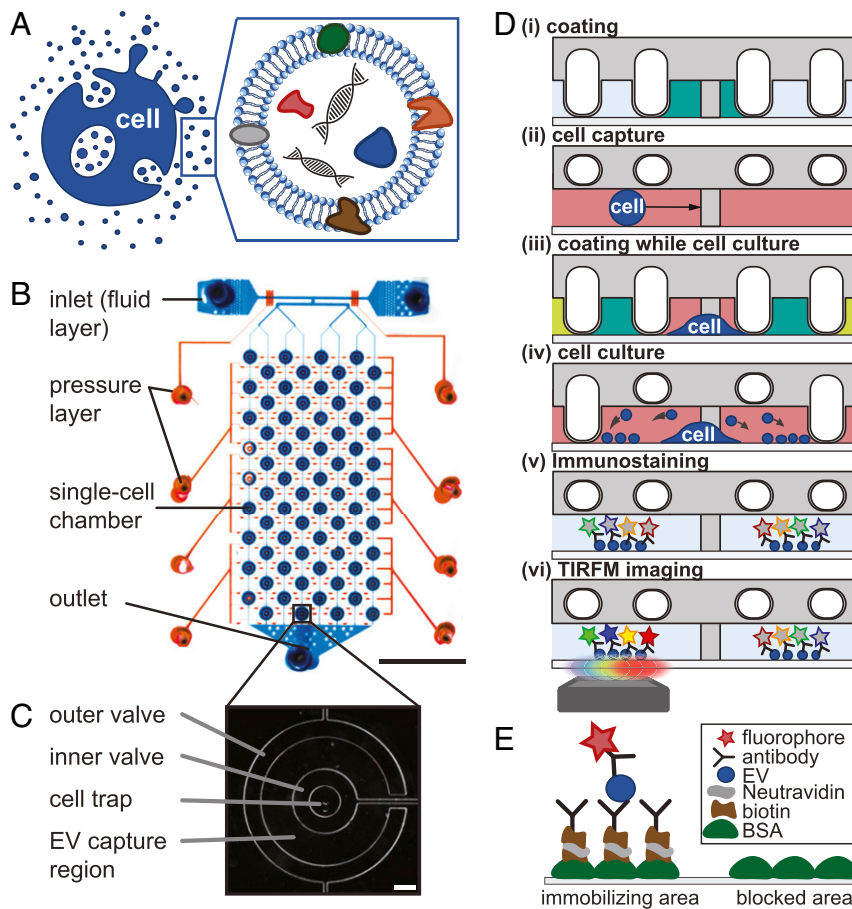 A
cell
B
inlet (fluid
layer)
pressure
layer
single-cell
chamber
outlet
C
outer valve
inner valve
cell trap
EV capture
region
D
(i) coating
(ii) cell capture
cell
(iii) coating while cell culture
cell
(iv) cell culture
cell
(v) Immunostaining
(vi) TIRFM imaging
E
fluorophore
antibody
EV
Neutravidin
biotin
BSA
immobilizing area
blocked area